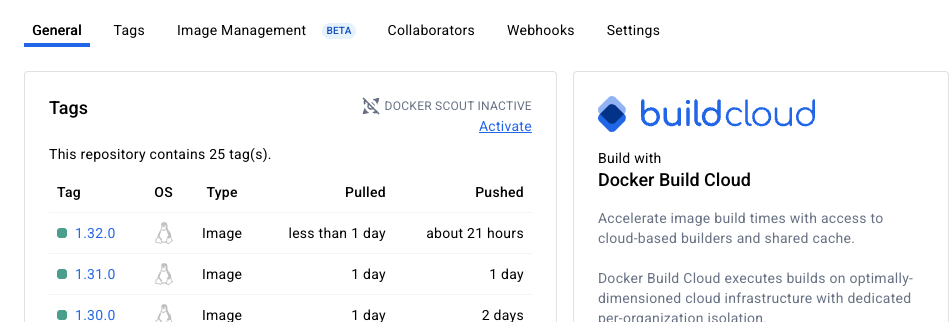 General Tags Image Management BETA Collaborators Webhooks Settings
Tags
DOCKER SCOUT INACTIVE
Activate
This repository contains 25 tag(s).
Tag OS Type Pulled Pushed
1.32.0 Image less than 1 day about 21 hours
1.31.0 Image 1 day 1 day
1.30.0 Image 1 day 2 days
buildcloud
Build with
Docker Build Cloud
Accelerate image build times with access to
cloud-based builders and shared cache.
Docker Build Cloud executes builds on optimally-
dimensioned cloud infrastructure with dedicated
per-organization isolation.